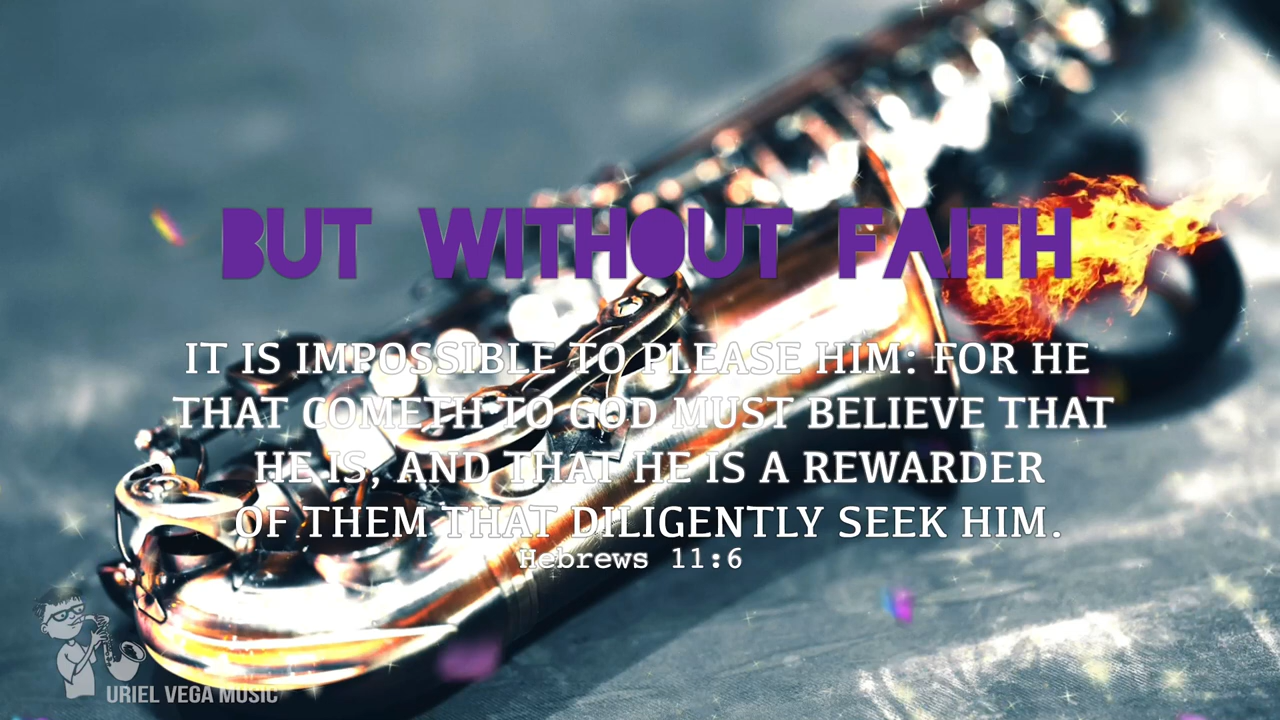 BUT WITHOUT FAITH
IT IS IMPOSSIBLE TO PLEASE HIM: FOR HE
THAT COMETH TO GOD MUST BELIEVE THAT
HE IS, AND THAT HE IS A REWARDER
OF THEM THAT DILIGENTLY SEEK HIM.
Hebrews 11:6
URIEL VEGA MUSIC